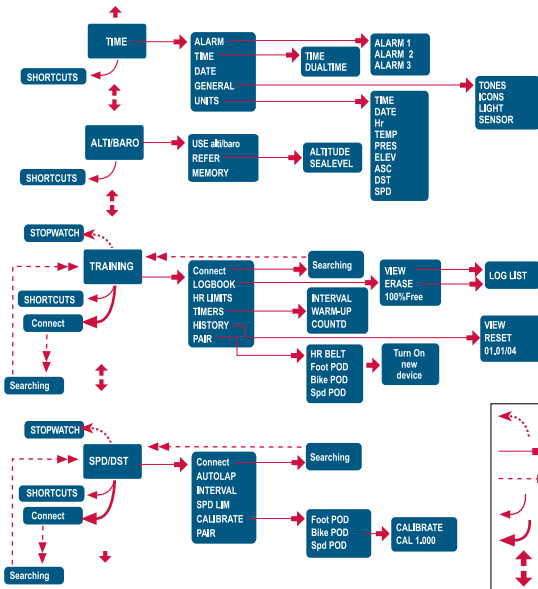 TIME
SHORTCUTS
ALARM
TIME
DATE
GENERAL
UNITS
TIME
DUALTIME
ALARM 1
ALARM 2
ALARM 3
TONES
ICONS
LIGHT
SENSOR
TIME
DATE
Hr
TEMP
PRES
ELEV
ASC
DST
SPD
ALTI/BARO
SHORTCUTS
USE alti/baro
REFER
MEMORY
ALTITUDE
SEALEVEL
STOPWATCH
TRAINING
SHORTCUTS
Connect
Searching
Connect
LOGBOOK
HR LIMITS
TIMERS
HISTORY
PAIR
Searching
VIEW
ERASE
100%Free
LOG LIST
INTERVAL
WARM-UP
COUNTD
VIEW
RESET
01.01/04
HR BELT
Foot POD
Bike POD
Spd POD
Turn On
new
device
STOPWATCH
SPD/DST
SHORTCUTS
Connect
Searching
Connect
AUTOLAP
INTERVAL
SPD LIM
CALIBRATE
PAIR
Searching
Foot POD
Bike POD
Spd POD
CALIBRATE
CAL 1.000